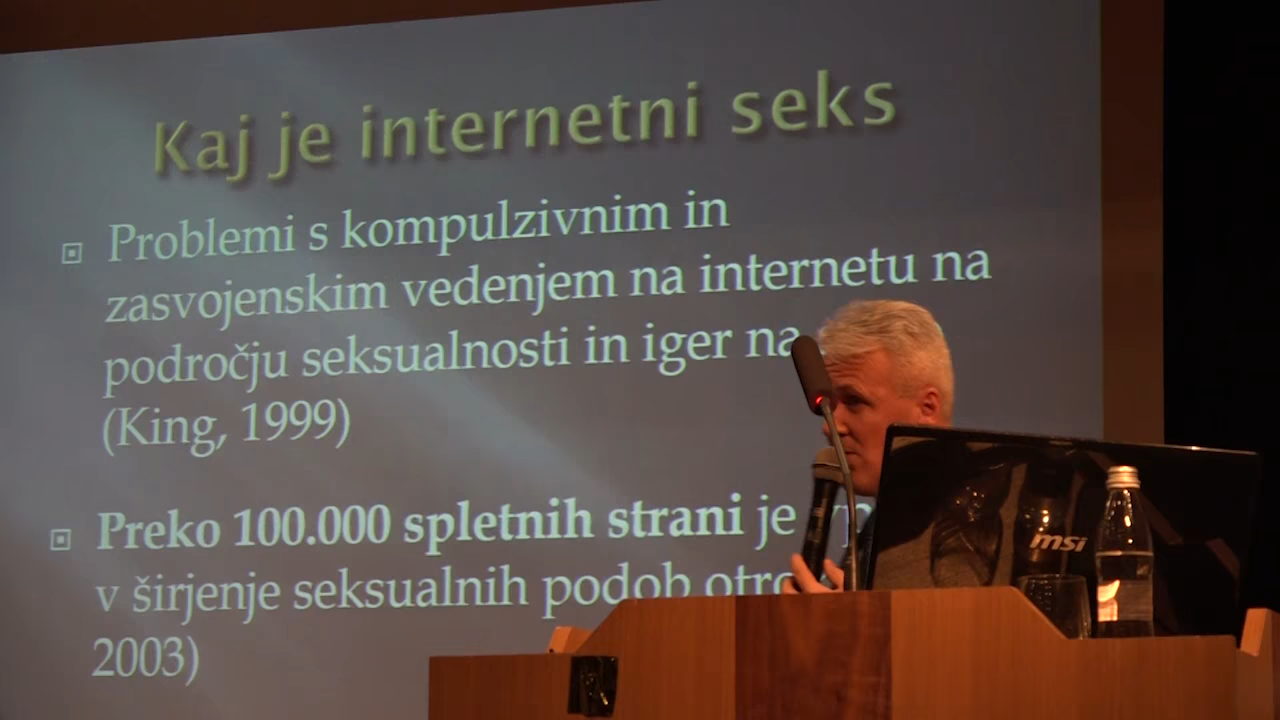 Kaj je internetni seks
Problemi s kompulzivnim in
zasvojenskim vedenjem na internetu na
področju seksualnosti in iger na
(King, 1999)
Preko 100.000 spletnih strani je
v širjenje seksualnih podob
2003)
msi